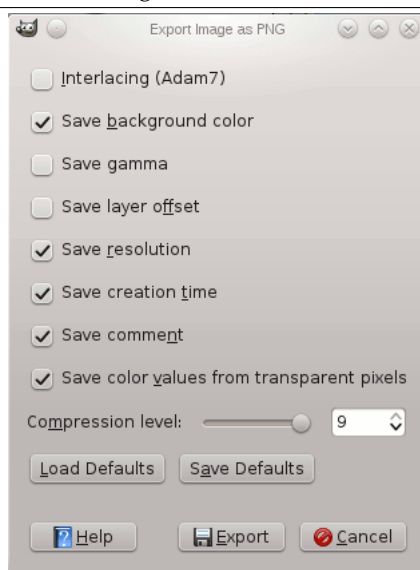 Export Image as PNG
Interlacing (Adam7)
Save background color
Save gamma
Save layer offset
Save resolution
Save creation time
Save comment
Save color values from transparent pixels
Compression level: 9
Load Defaults Save Defaults
Help Export Cancel